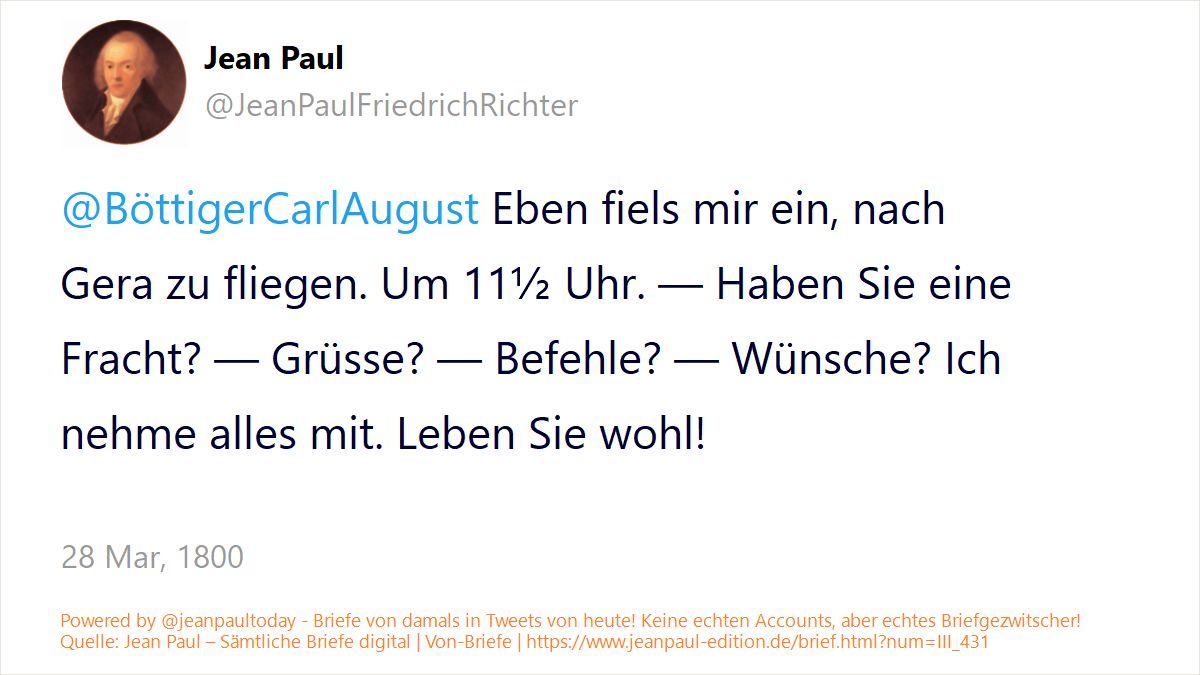 Jean Paul
@JeanPaulFriedrichRichter
@BöttigerCarlAugust Eben fiels mir ein, nach
Gera zu fliegen. Um 11½ Uhr. — Haben Sie eine
Fracht? — Grüsse? — Befehle? — Wünsche? Ich
nehme alles mit. Leben Sie wohl!
28 Mar, 1800
Powered by @jeanpaultoday - Briefe von damals in Tweets von heute! Keine echten Accounts, aber echtes Briefgezwitscher!
Quelle: Jean Paul – Sämtliche Briefe digital | Von-Briefe | https://www.jeanpaul-edition.de/brief.html?num=III_431